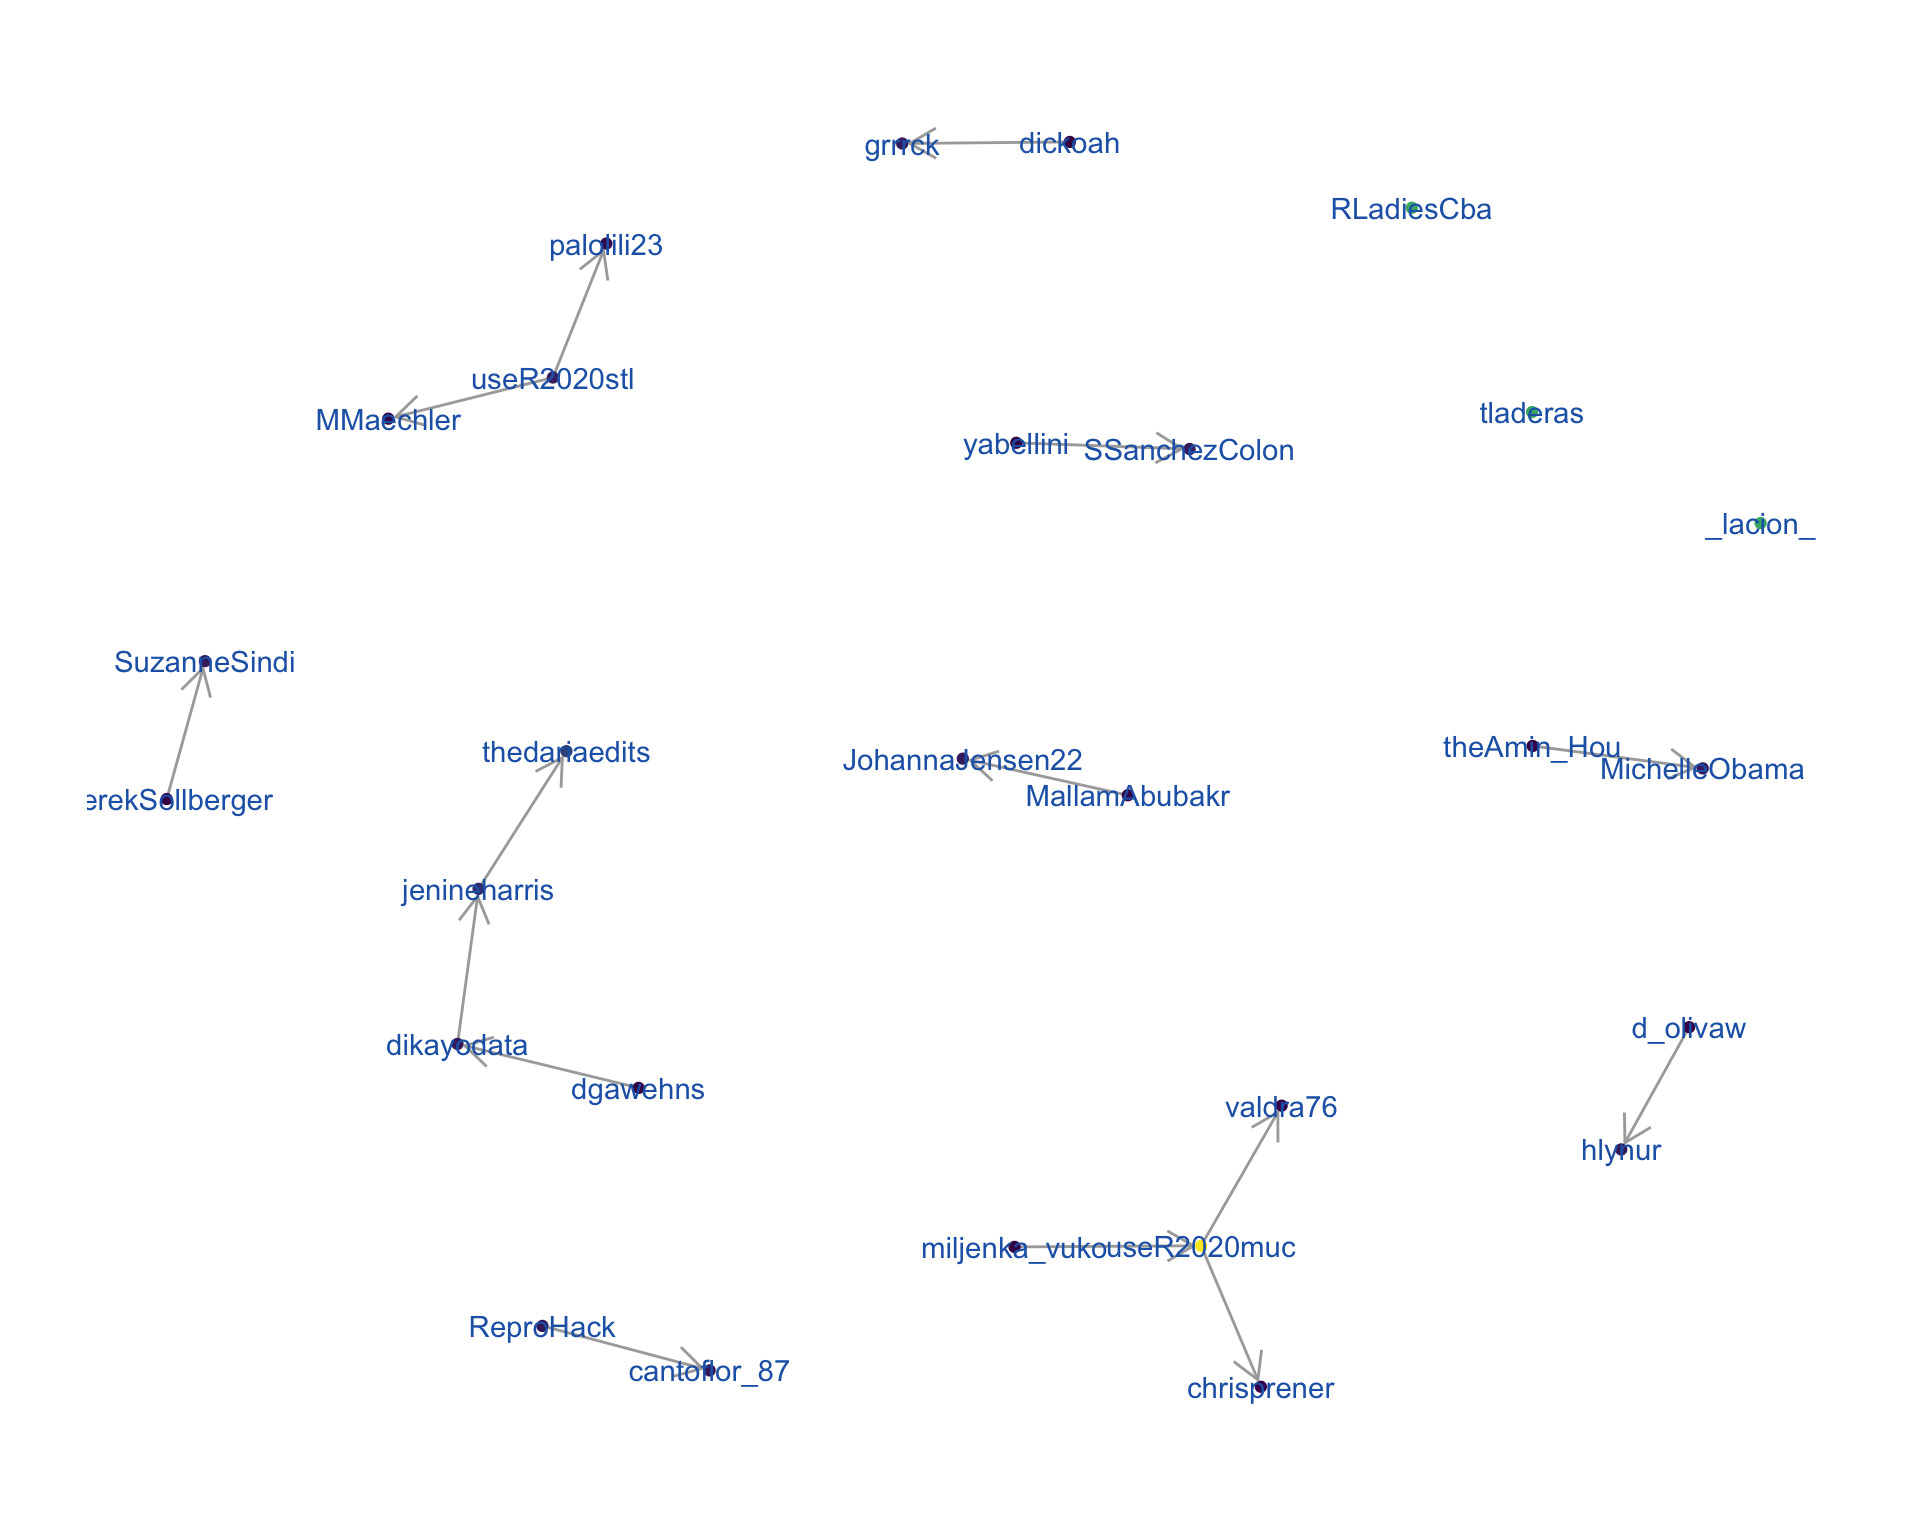 grrrck
dickoah
RLadiesCba
palolili23
useR2020stl
MMaechler
tladeras
yabellini
SSanchezColon
_lacion_
SuzanneSindi
thedariaedits
JohannaJensen22
theAmin_Hou
MichelleObama
erekSollberger
MallamAbubakr
jenineharris
d_olivaw
dikayodata
dgawehns
valdra76
hlynur
miljenka_vuko
useR2020muc
ReproHack
cantoflor_87
chrisprener